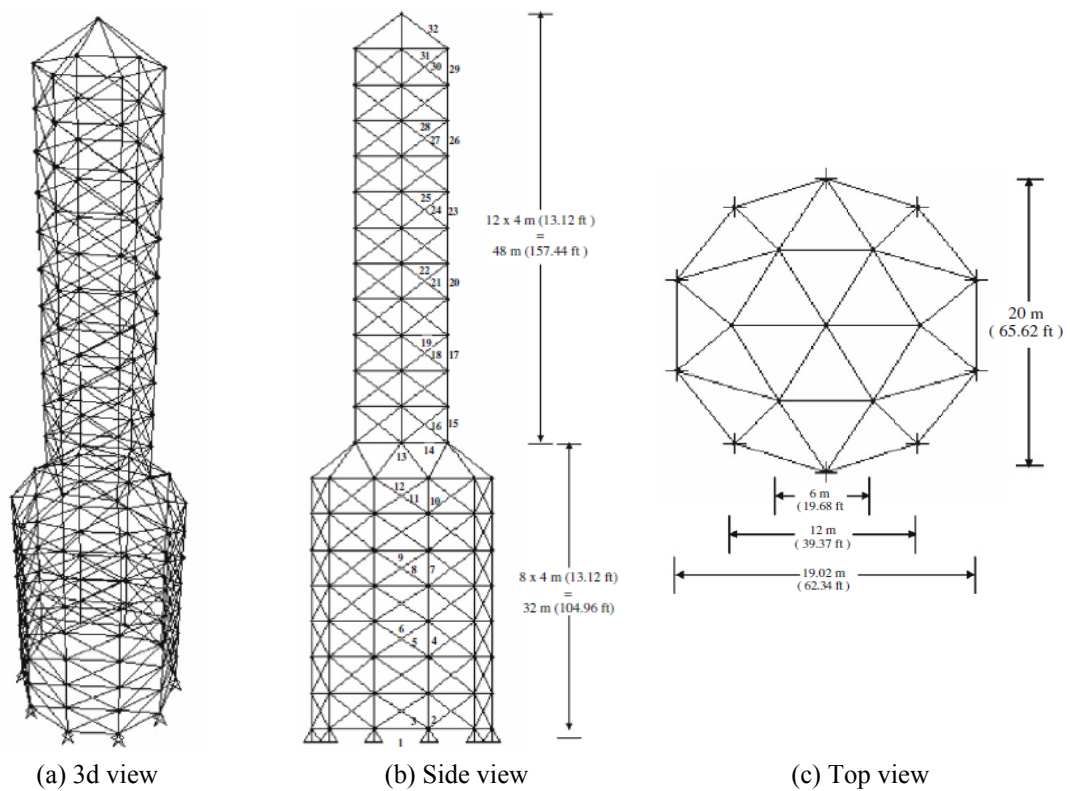 32
31
30
29
28
27
26
25
24
23
22
21
20
19
18
17
16
15
14
13
12
11
10
9
8
7
6
5
4
3
2
1
12 x 4 m (13.12 ft )
=
48 m (157.44 ft )
8 x 4 m (13.12 ft)
=
32 m (104.96 ft)
20 m
( 65.62 ft )
6 m
( 19.68 ft
12 m
( 39.37 ft )
19.02 m
( 62.34 ft )
(a) 3d view
(b) Side view
(c) Top view